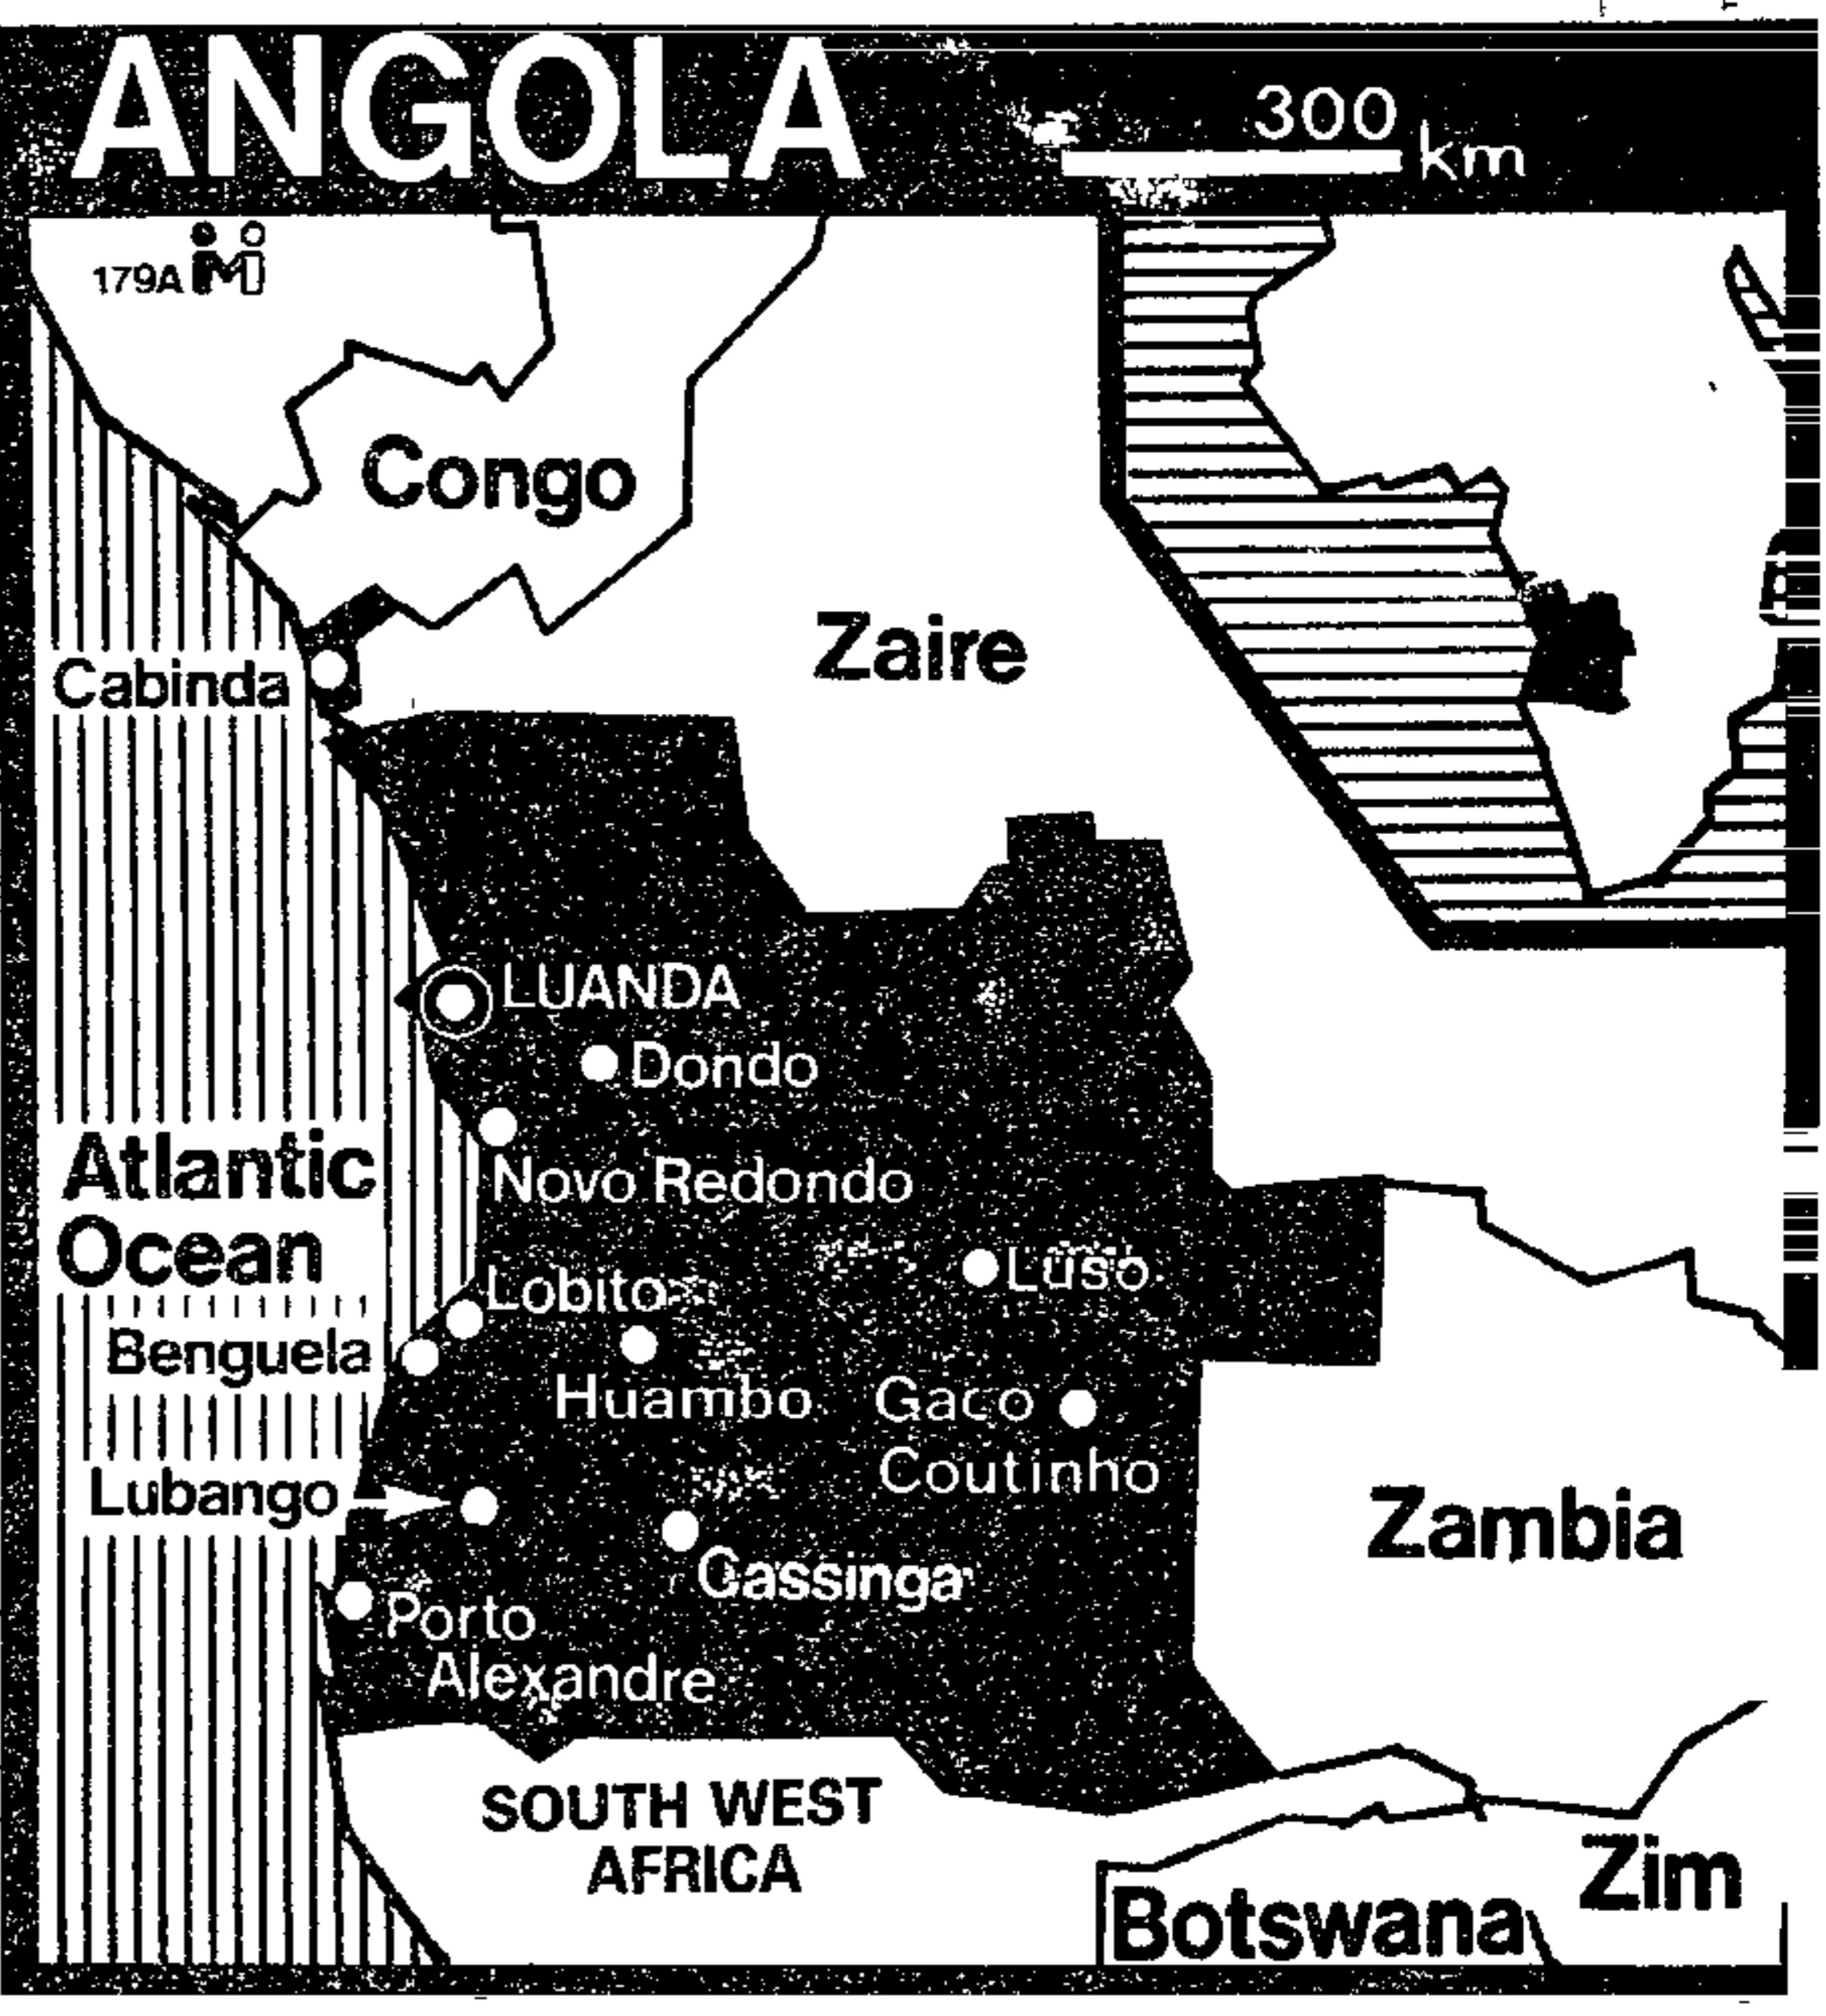 ANGOLA
300
km
179A
Congo
Zaire
Cabinda
LUANDA
Dondo
Atlantic
Ocean
Novo Redondo
Lobito
Luso
Benguela
Huambo
Gaco
Coutinho
Lubango
Cassinga
Zambia
Porto
Alexandre
SOUTH WEST
AFRICA
Zim
Botswana